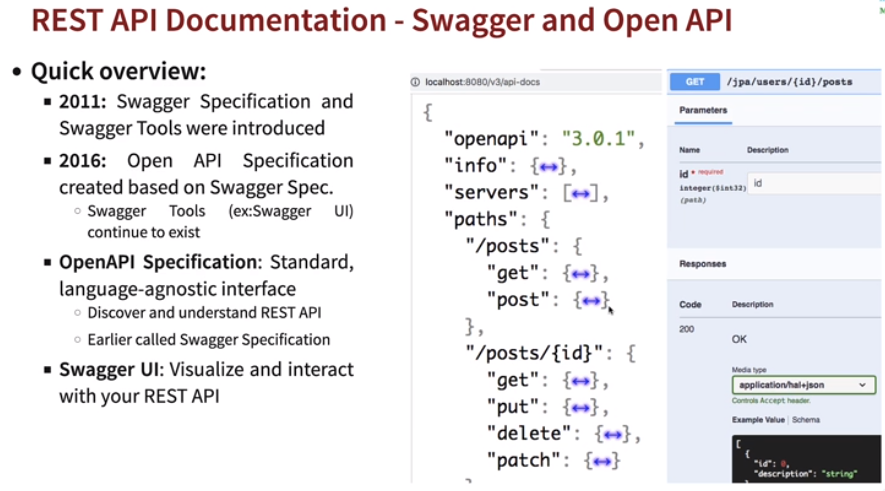 REST API Documentation - Swagger and Open API
• Quick overview:
▪ 2011: Swagger Specification and
Swagger Tools were introduced
▪ 2016: Open API Specification
created based on Swagger Spec.
○ Swagger Tools (ex:Swagger UI)
continue to exist
▪ OpenAPI Specification: Standard,
language-agnostic interface
○ Discover and understand REST API
○ Earlier called Swagger Specification
▪ Swagger UI: Visualize and interact
with your REST API
localhost:8080/v3/api-docs
{
"openapi": "3.0.1",
"info": {↔},
"servers": [↔],
"paths": {
"/posts": {
"get": {↔},
"post": {↔}
},
"/posts/{id}": {
"get": {↔},
"put": {↔},
"delete": {↔},
"patch": {↔}
GET /jpa/users/{id}/posts
Parameters
Name Description
id * required
integer($int32)
(path)
id
Responses
Code Description
200
OK
Media type
application/hal+json
Controls Accept header.
Example Value | Schema
[
{
"id": 0,
"description": "string"